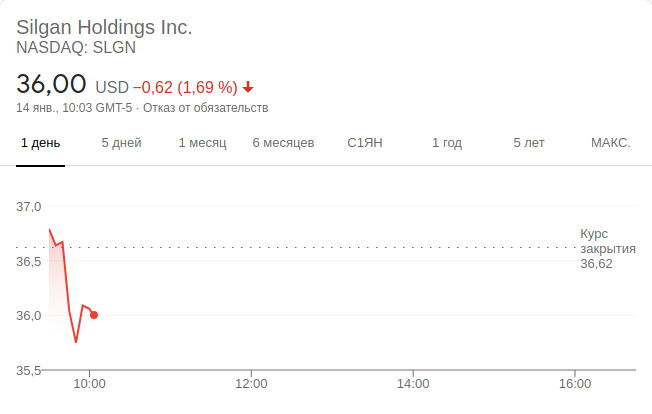 Silgan Holdings Inc.
NASDAQ: SLGN
36,00 USD −0,62 (1,69 %)
14 янв., 10:03 GMT-5 · Отказ от обязательств
1 день 5 дней 1 месяц 6 месяцев С1ЯН 1 год 5 лет МАКС.
37,0
Курс
закрытия
36,62
36,5
36,0
35,5
10:00 12:00 14:00 16:00